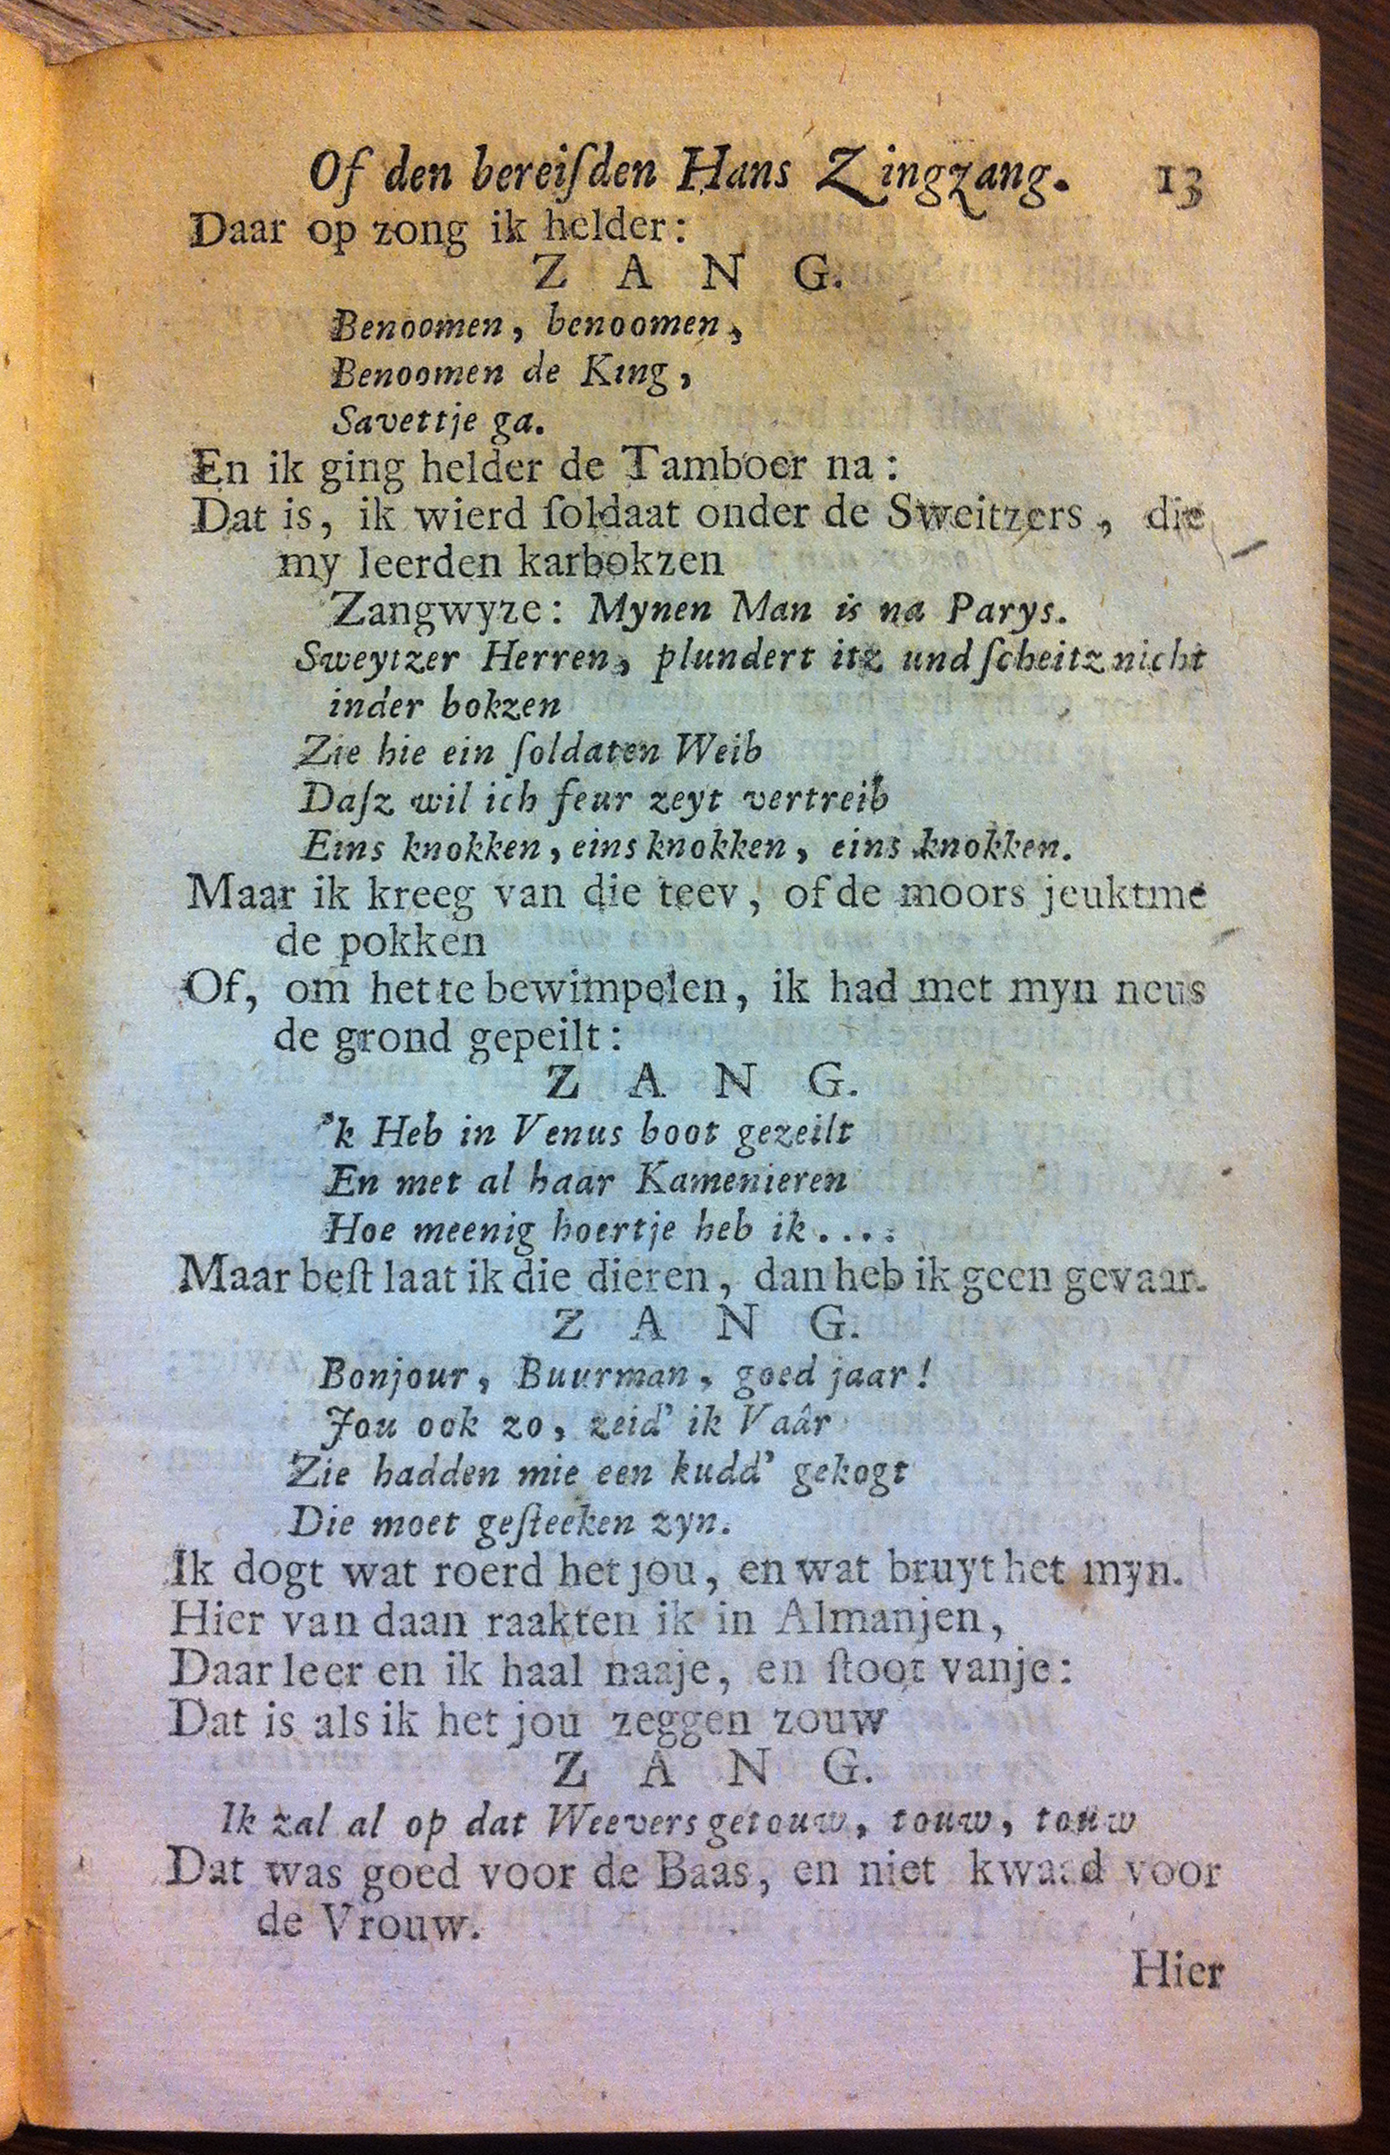 Of den bereiſden Hans Zingzang. 13
Daar op zong ik helder:
Z A N G.
Benoomen, benoomen,
Benoomen de King,
Savettje ga.
En ik ging helder de Tamboer na:
Dat is, ik wierd ſoldaat onder de Sweitzers, die
my leerden karbokzen
Zangwyze: Mynen Man is na Parys.
Sweytzer Herren, plundert itz und ſcheitz nicht
inder bokzen
Zie hie ein ſoldaten Weib
Daſz wil ich feur zeyt vertreib
Eins knokken, eins knokken, eins knokken.
Maar ik kreeg van die teev, of de moors jeuktme
de pokken
Of, om het te bewimpelen, ik had met myn neus
de grond gepeilt:
Z A N G.
'k Heb in Venus boot gezeilt
En met al haar Kamenieren
Hoe meenig hoertje heb ik....
Maar beſt laat ik die dieren, dan heb ik geen gevaar.
Z A N G.
Bonjour, Buurman, goed jaar!
Jou ook zo, zeid' ik Vaâr
Zie hadden mie een kudd' gekogt
Die moet geſteeken zyn.
Ik dogt wat roerd het jou, en wat bruyt het myn.
Hier van daan raakten ik in Almanjen,
Daar leer en ik haal naaje, en ſtoot vanje:
Dat is als ik het jou zeggen zouw
Z A N G.
Ik zal al op dat Weevers getouw, touw, touw
Dat was goed voor de Baas, en niet kwaad voor
de Vrouw.
Hier